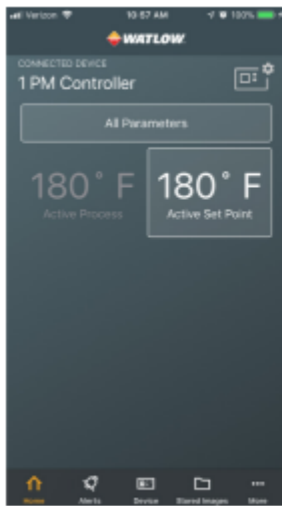 Verizon 10:57 AM 100%
WATLOW
CONNECTED DEVICE
1 PM Controller
All Parameters
180° F 180° F
Active Process Active Set Point
Home Alerts Device Stored Images More